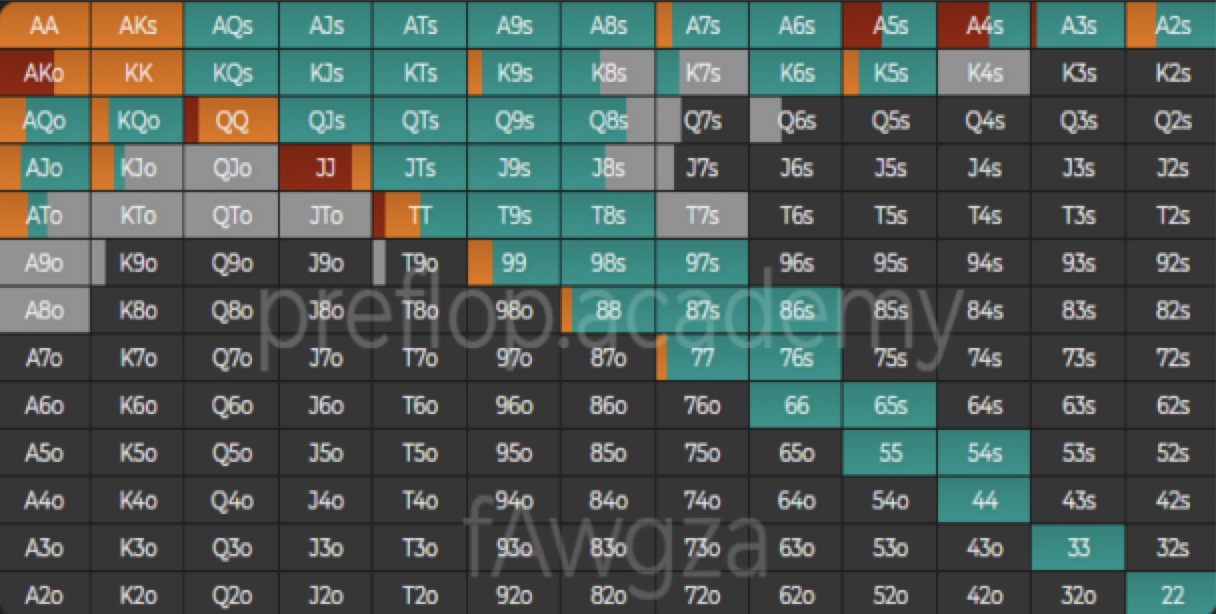 AA AKs AQs AJs ATs A9s A8s A7s A6s A5s A4s A3s A2s
AKo KK KQs KJs KTs K9s K8s K7s K6s K5s K4s K3s K2s
AQo KQo QQ QJs QTs Q9s Q8s Q7s Q6s Q5s Q4s Q3s Q2s
AJo KJo QJo JJ JTs J9s J8s J7s J6s J5s J4s J3s J2s
ATo KTo QTo JTo TT T9s T8s T7s T6s T5s T4s T3s T2s
A9o K9o Q9o J9o T9o 99 98s 97s 96s 95s 94s 93s 92s
preflop.academy
A8o K8o Q8o J8o T8o 98o 88 87s 86s 85s 84s 83s 82s
A7o K7o Q7o J7o T7o 97o 87o 77 76s 75s 74s 73s 72s
A6o K6o Q6o J6o T6o 96o 86o 76o 66 65s 64s 63s 62s
A5o K5o Q5o J5o T5o 95o 85o 75o 65o 55 54s 53s 52s
A4o K4o Q4o J4o T4o 94o 84o 74o 64o 54o 44 43s 42s
fAwgza
A3o K3o Q3o J3o T3o 93o 83o 73o 63o 53o 43o 33 32s
A2o K2o Q2o J2o T2o 92o 82o 72o 62o 52o 42o 32o 22